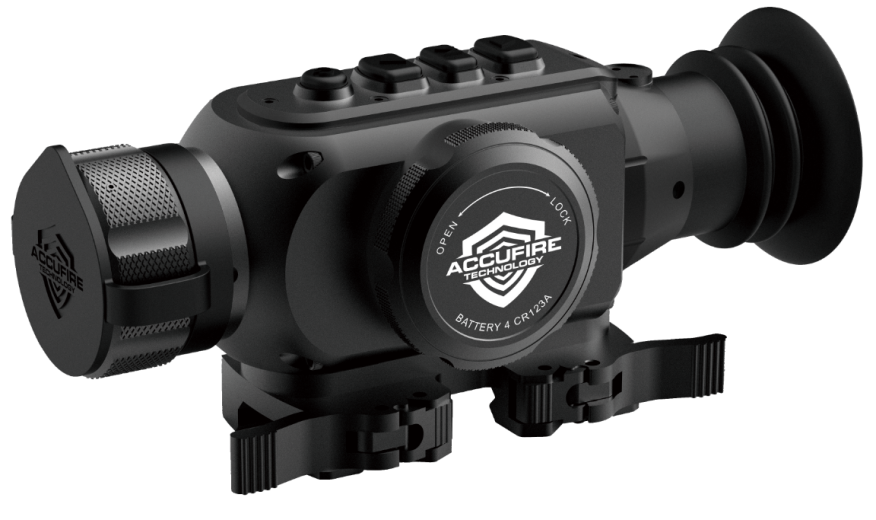 ACCUFIRE
TECHNOLOGY
OPEN LOCK
ACCUFIRE
TECHNOLOGY
BATTERY 4 CR123A